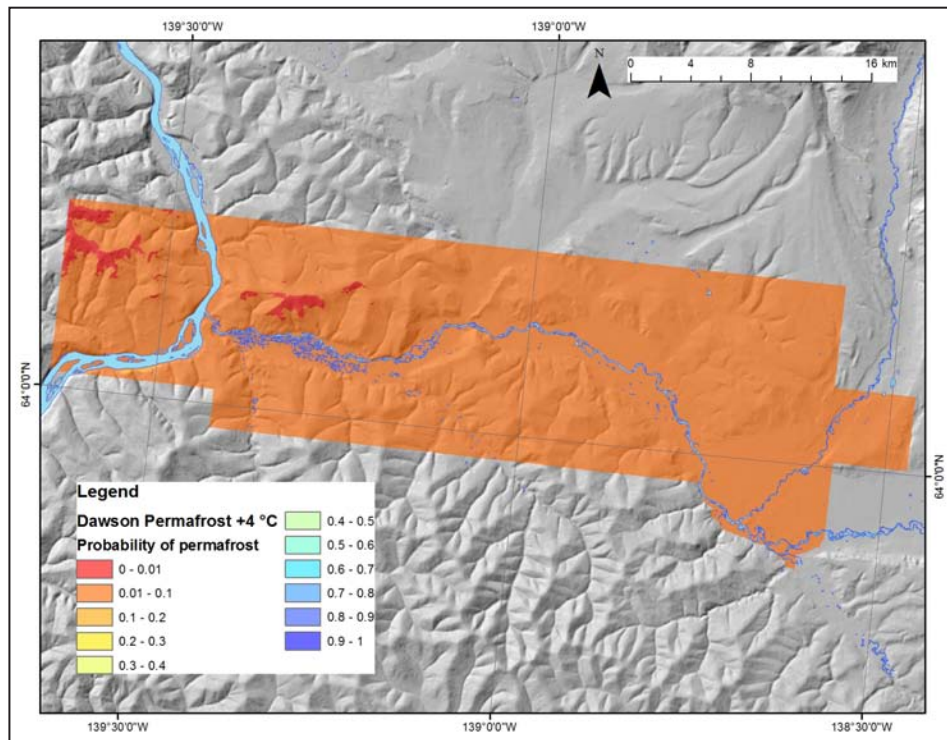 139°30'0"W 139°0'0"W
N
0 4 8 12 16 km
64°0'0"N
64°0'0"N
Legend
Dawson Permafrost +4 °C
Probability of permafrost
0 - 0.01
0.01 - 0.1
0.1 - 0.2
0.2 - 0.3
0.3 - 0.4
0.4 - 0.5
0.5 - 0.6
0.6 - 0.7
0.7 - 0.8
0.8 - 0.9
0.9 - 1
139°30'0"W 139°0'0"W 138°30'0"W